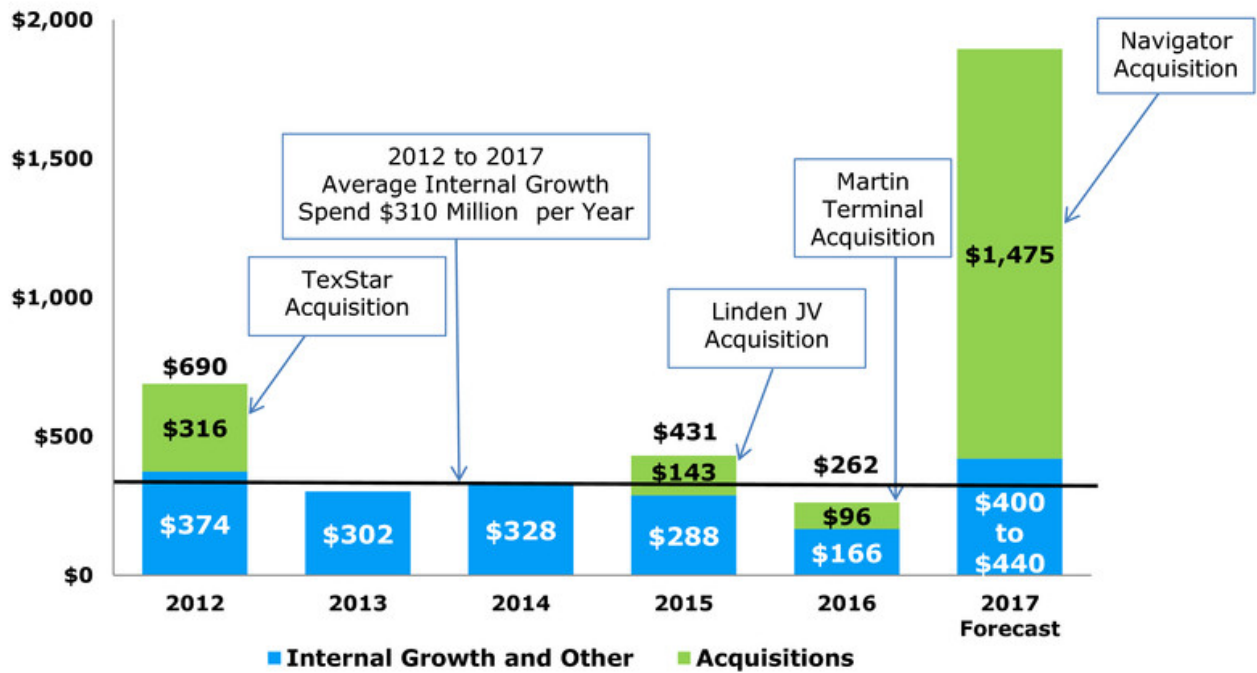 $2,000
$1,500
$1,000
$500
$0
Navigator
Acquisition
2012 to 2017
Average Internal Growth
Spend $310 Million per Year
Martin
Terminal
Acquisition
TexStar
Acquisition
Linden JV
Acquisition
$690
$316
$374
$302
$328
$431
$143
$288
$262
$96
$166
$1,475
$400
to
$440
2012
2013
2014
2015
2016
2017
Forecast
Internal Growth and Other
Acquisitions